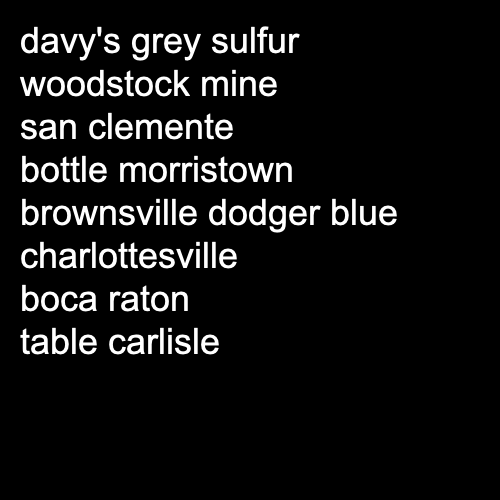 davy's grey sulfur
woodstock mine
san clemente
bottle morristown
brownsville dodger blue
charlottesville
boca raton
table carlisle